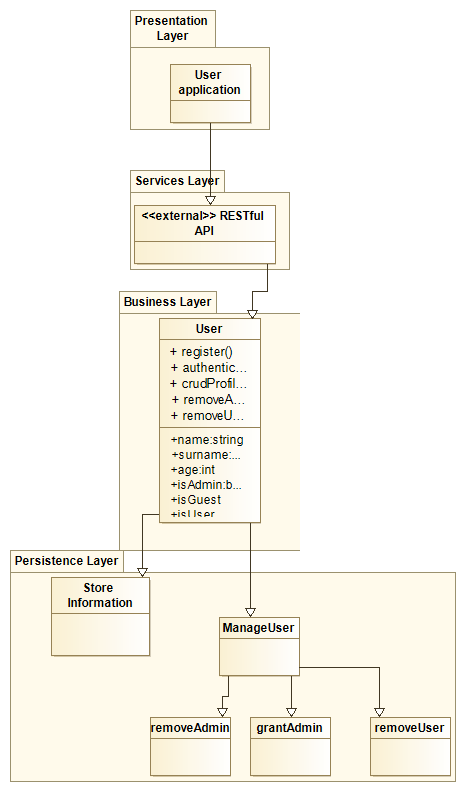 Presentation
Layer
User
application
Services Layer
<<external>> RESTful
API
Business Layer
User
+ register()
+ authentic...
+ crudProfil...
+ removeA...
+ removeU...
+name:string
+surname:...
+age:int
+isAdmin:b...
+isGuest
+isUser
Persistence Layer
Store
Information
ManageUser
removeAdmin
grantAdmin
removeUser